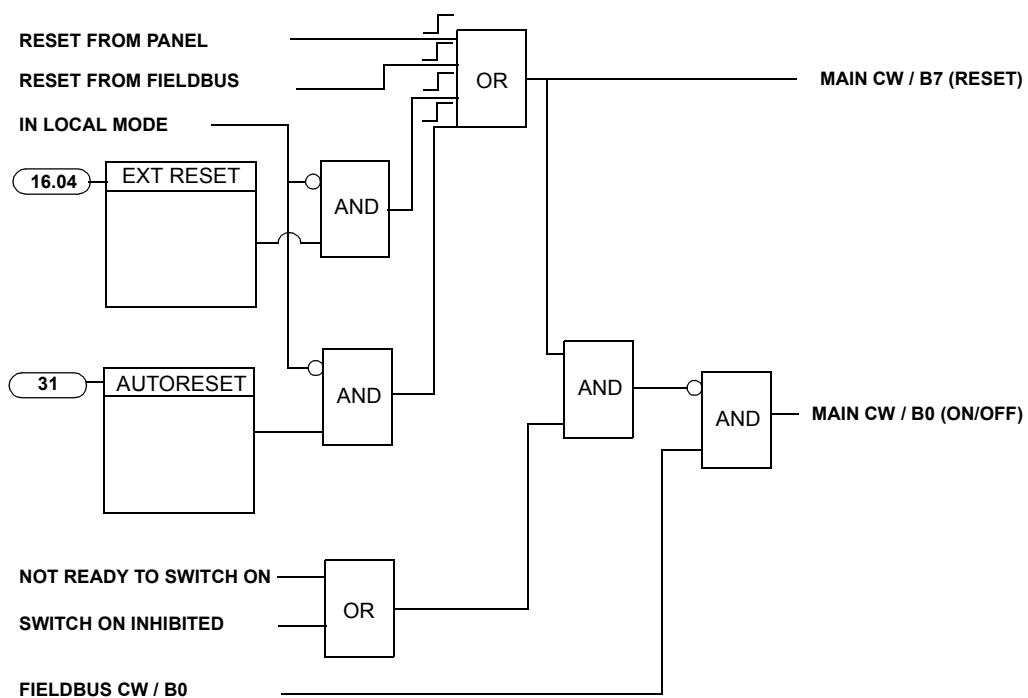 RESET FROM PANEL
RESET FROM FIELDBUS
OR
MAIN CW / B7 (RESET)
IN LOCAL MODE
16.04
EXT RESET
AND
31
AUTORESET
AND
AND
AND
MAIN CW / B0 (ON/OFF)
NOT READY TO SWITCH ON
OR
SWITCH ON INHIBITED
FIELDBUS CW / B0